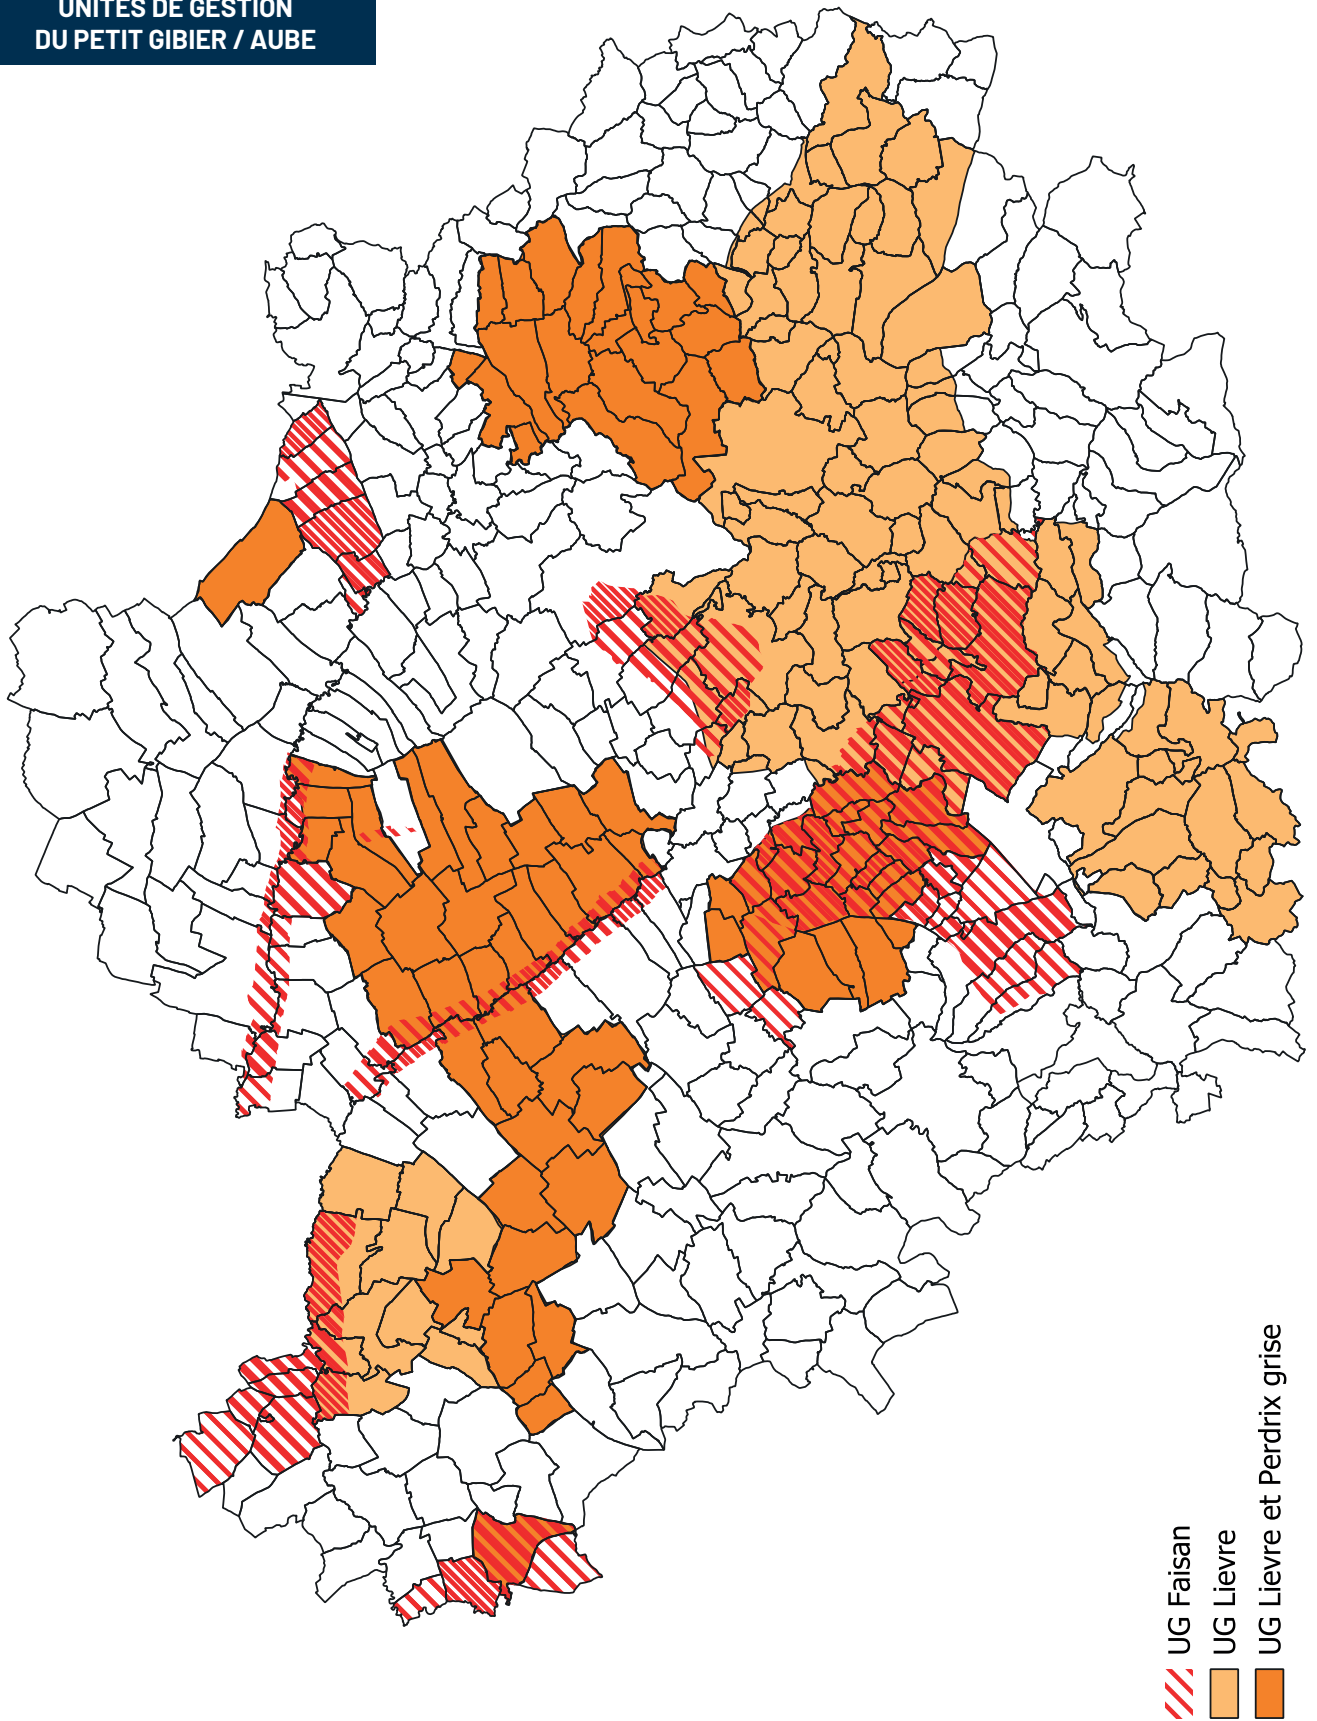 UNITÉS DE GESTION
DU PETIT GIBIER / AUBE
UG Faisan
UG Lievre
UG Lievre et Perdrix grise